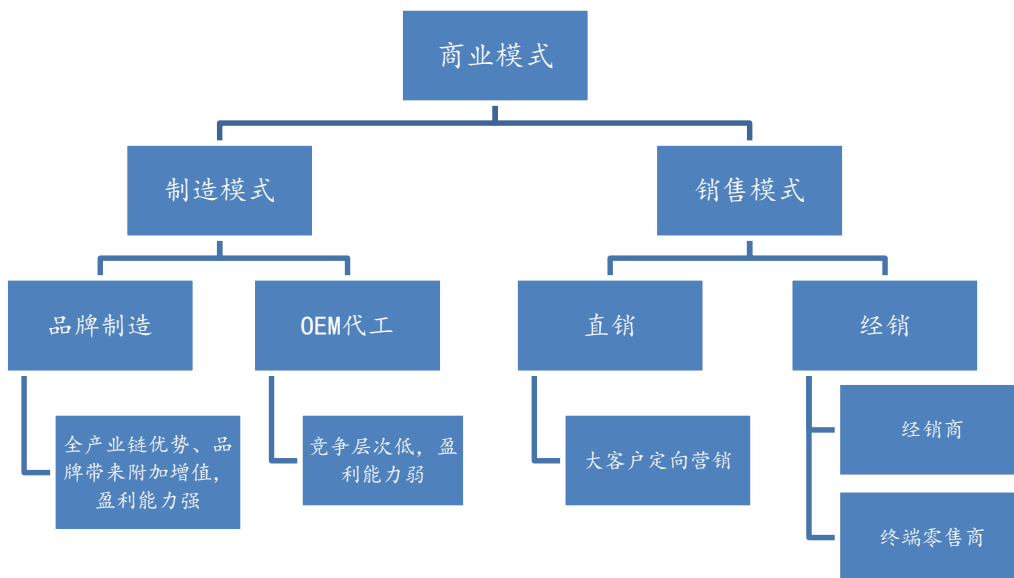 商业模式
制造模式
销售模式
品牌制造
OEM代工
直销
经销
全产业链优势、品
牌带来附加增值，
盈利能力强
竞争层次低，盈
利能力弱
大客户定向营销
经销商
终端零售商